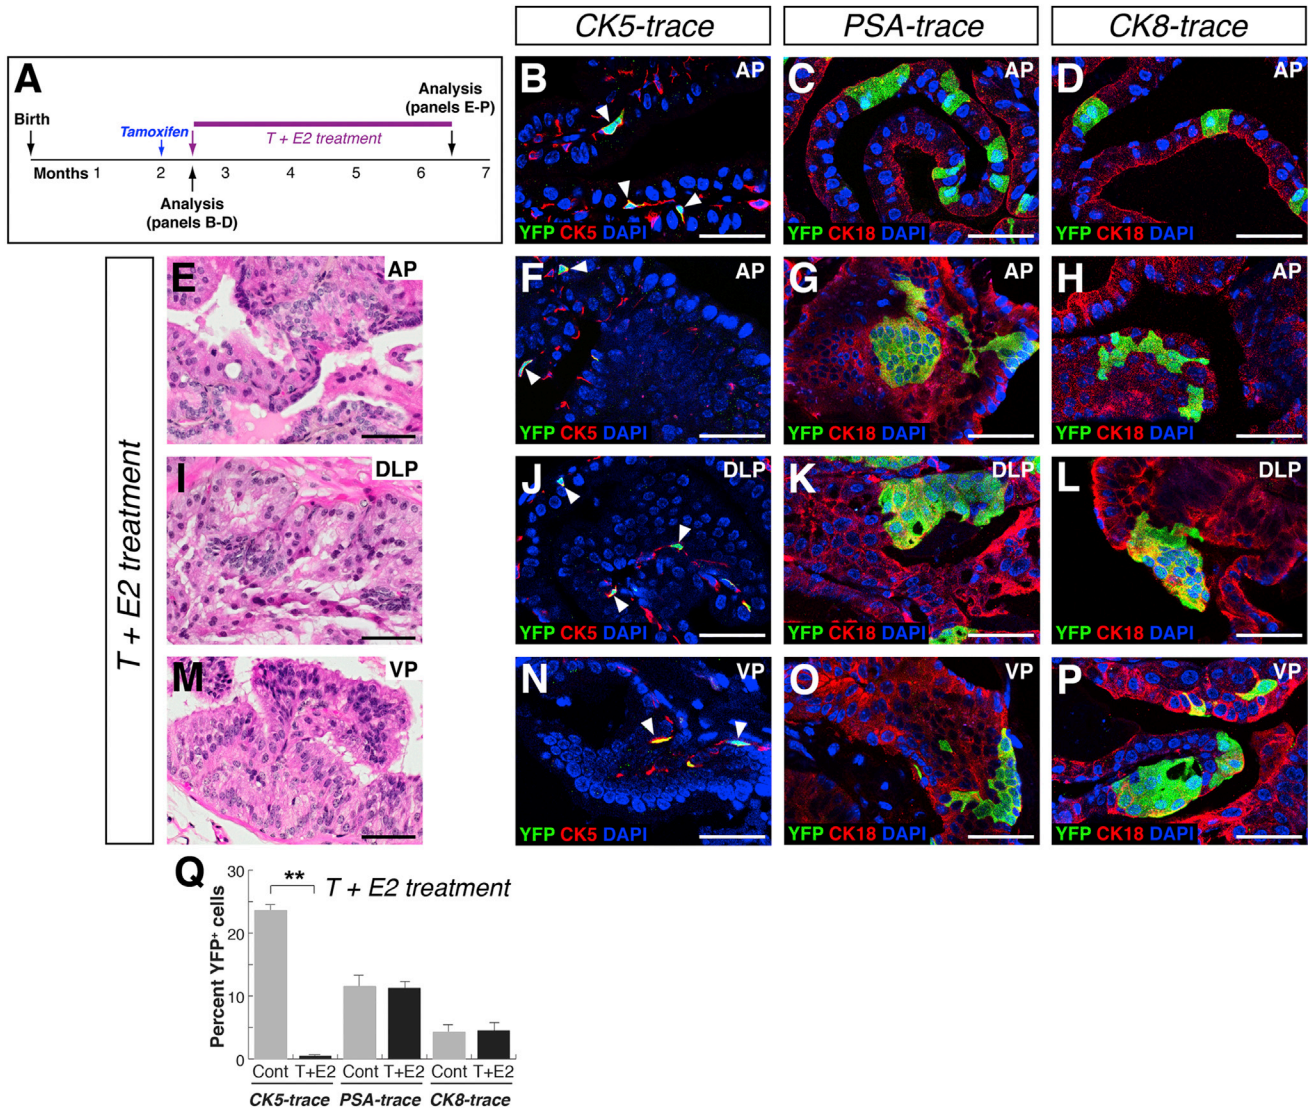 CK5-trace
PSA-trace
CK8-trace
A
Birth
Tamoxifen
T + E2 treatment
Analysis
(panels E-P)
Months 1 2 3 4 5 6 7
Analysis
(panels B-D)
B AP
YFP CK5 DAPI
C AP
YFP CK18 DAPI
D AP
YFP CK18 DAPI
T + E2 treatment
E AP
F AP
YFP CK5 DAPI
G AP
YFP CK18 DAPI
H AP
YFP CK18 DAPI
I DLP
J DLP
YFP CK5 DAPI
K DLP
YFP CK18 DAPI
L DLP
YFP CK18 DAPI
M VP
N VP
YFP CK5 DAPI
O VP
YFP CK18 DAPI
P VP
YFP CK18 DAPI
Q
T + E2 treatment
**
Percent YFP⁺ cells
30
20
10
0
Cont T+E2 Cont T+E2 Cont T+E2
CK5-trace PSA-trace CK8-trace